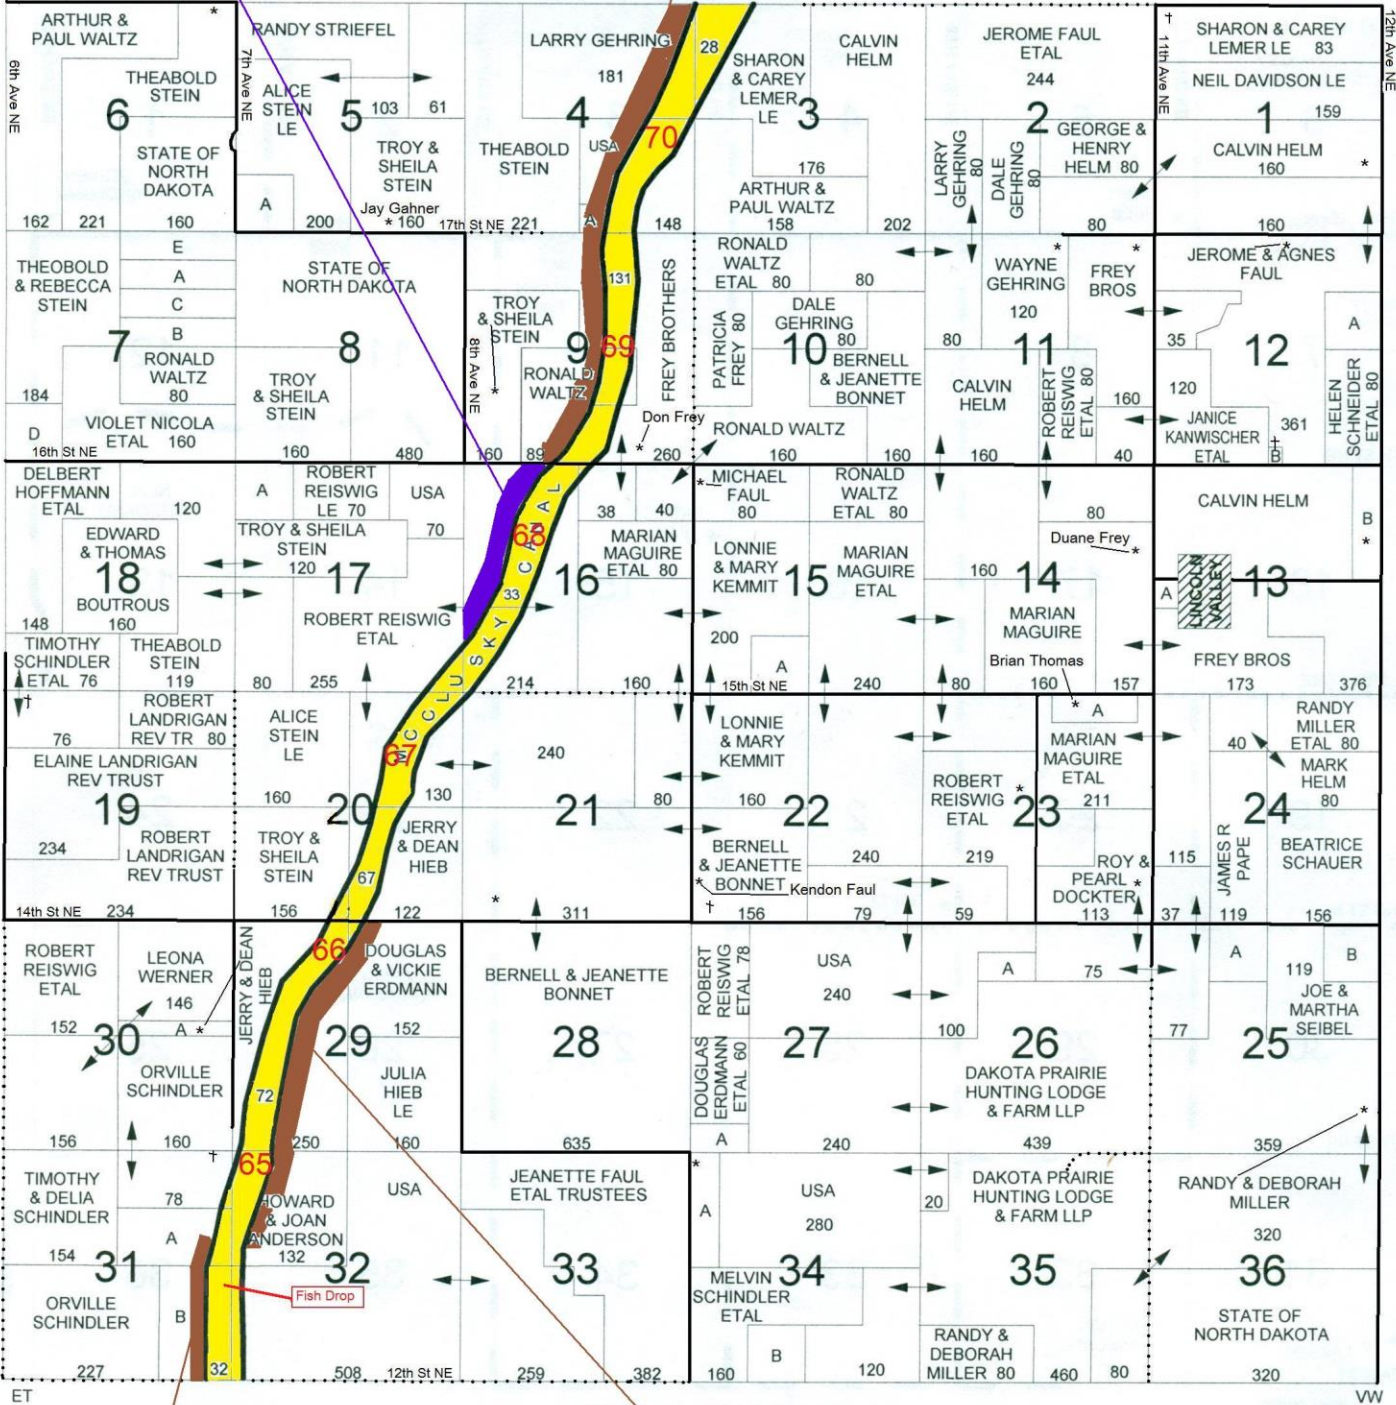 ARTHUR &
PAUL WALTZ
*
THEABOLD
STEIN
6
STATE OF
NORTH
DAKOTA
162 221 160
6th Ave NE
7th Ave NE
RANDY STRIEFEL
ALICE
STEIN
LE
5
103 61
TROY &
SHEILA
STEIN
A
200
Jay Gahner
* 160
17th St NE
LARRY GEHRING
181
4
USA
THEABOLD
STEIN
221
A
148
28
70
SHARON
& CAREY
LEMER
LE
3
CALVIN
HELM
176
ARTHUR &
PAUL WALTZ
158 202
JEROME FAUL
ETAL
244
2
LARRY
GEHRING
80
DALE
GEHRING
80
GEORGE &
HENRY
HELM 80
80
†
11th Ave NE
12th Ave NE
SHARON & CAREY
LEMER LE 83
NEIL DAVIDSON LE
1 159
CALVIN HELM
160
*
160
THEOBOLD
& REBECCA
STEIN
E
A
C
B
7
RONALD
WALTZ
80
184
D
VIOLET NICOLA
ETAL 160
16th St NE
STATE OF
NORTH DAKOTA
8
TROY
& SHEILA
STEIN
160 480
8th Ave NE
TROY
& SHEILA
STEIN
*
9
RONALD
WALTZ
160 89
131
69
FREY BROTHERS
Don Frey
*
260
RONALD
WALTZ
ETAL 80
80
PATRICIA
FREY 80
DALE
GEHRING
80
10
BERNELL
& JEANETTE
BONNET
RONALD WALTZ
160 160
WAYNE
GEHRING
120
*
FREY
BROS
*
80
11
CALVIN
HELM
ROBERT
REISWIG
ETAL 80
160
160 40
JEROME & AGNES
FAUL
*
35
12
A
120
JANICE
KANWISCHER
ETAL
†
B
361
HELEN
SCHNEIDER
ETAL 80
DELBERT
HOFFMANN
ETAL
120
EDWARD
& THOMAS
18
BOUTROUS
148 160
TIMOTHY
SCHINDLER
ETAL 76
THEABOLD
STEIN
119
A
ROBERT
REISWIG
LE 70
USA
TROY & SHEILA
STEIN
70
120
17
ROBERT REISWIG
ETAL
80 255
68
MCCLUSKY CANAL
33
38 40
MARIAN
MAGUIRE
ETAL 80
16
214 160
*
MICHAEL
FAUL
80
RONALD
WALTZ
ETAL 80
LONNIE
& MARY
KEMMIT
15
MARIAN
MAGUIRE
ETAL
200
A
15th St NE
240
80
Duane Frey
*
160
14
MARIAN
MAGUIRE
Brian Thomas
80 160 157
CALVIN HELM
B
*
13
LINCOLN
VALLEY
A
FREY BROS
173 376
†
ROBERT
LANDRIGAN
REV TR 80
76
ELAINE LANDRIGAN
REV TRUST
19
234
ROBERT
LANDRIGAN
REV TRUST
14th St NE
234
ALICE
STEIN
LE
160
67
20
130
TROY &
SHEILA
STEIN
JERRY
& DEAN
HIEB
67
156 122
240
80
21
*
311
LONNIE
& MARY
KEMMIT
160
22
BERNELL
& JEANETTE
BONNET
*
Kendon Faul
†
240
156 79
*
A
MARIAN
MAGUIRE
ETAL
211
ROBERT
REISWIG
ETAL
*
23
219
ROY &
PEARL
DOCKTER
*
59 113
RANDY
MILLER
ETAL 80
40
MARK
HELM
80
24
JAMES R
PAPE
BEATRICE
SCHAUER
115
37 119 156
ROBERT
REISWIG
ETAL
LEONA
WERNER
146
152
A *
30
ORVILLE
SCHINDLER
156 160
†
JERRY & DEAN
HIEB
66
DOUGLAS
& VICKIE
ERDMANN
152
29
JULIA
HIEB
LE
72
250 160
BERNELL & JEANETTE
BONNET
28
635
ROBERT
REISWIG
ETAL 78
USA
240
27
DOUGLAS
ERDMANN
ETAL 60
A
240
A
75
100
26
DAKOTA PRAIRIE
HUNTING LODGE
& FARM LLP
439
A
119
B
JOE &
MARTHA
SEIBEL
77
25
359
*
TIMOTHY
& DELIA
SCHINDLER
78
A
154
31
ORVILLE
SCHINDLER
B
227
32
65
HOWARD
& JOAN
ANDERSON
132
USA
32
Fish Drop
508
12th St NE
JEANETTE FAUL
ETAL TRUSTEES
33
259 382
*
A
USA
280
34
MELVIN
SCHINDLER
ETAL
B
160 120
20
DAKOTA PRAIRIE
HUNTING LODGE
& FARM LLP
35
RANDY &
DEBORAH
MILLER 80
460 80
RANDY & DEBORAH
MILLER
320
36
STATE OF
NORTH DAKOTA
320
ET
VW